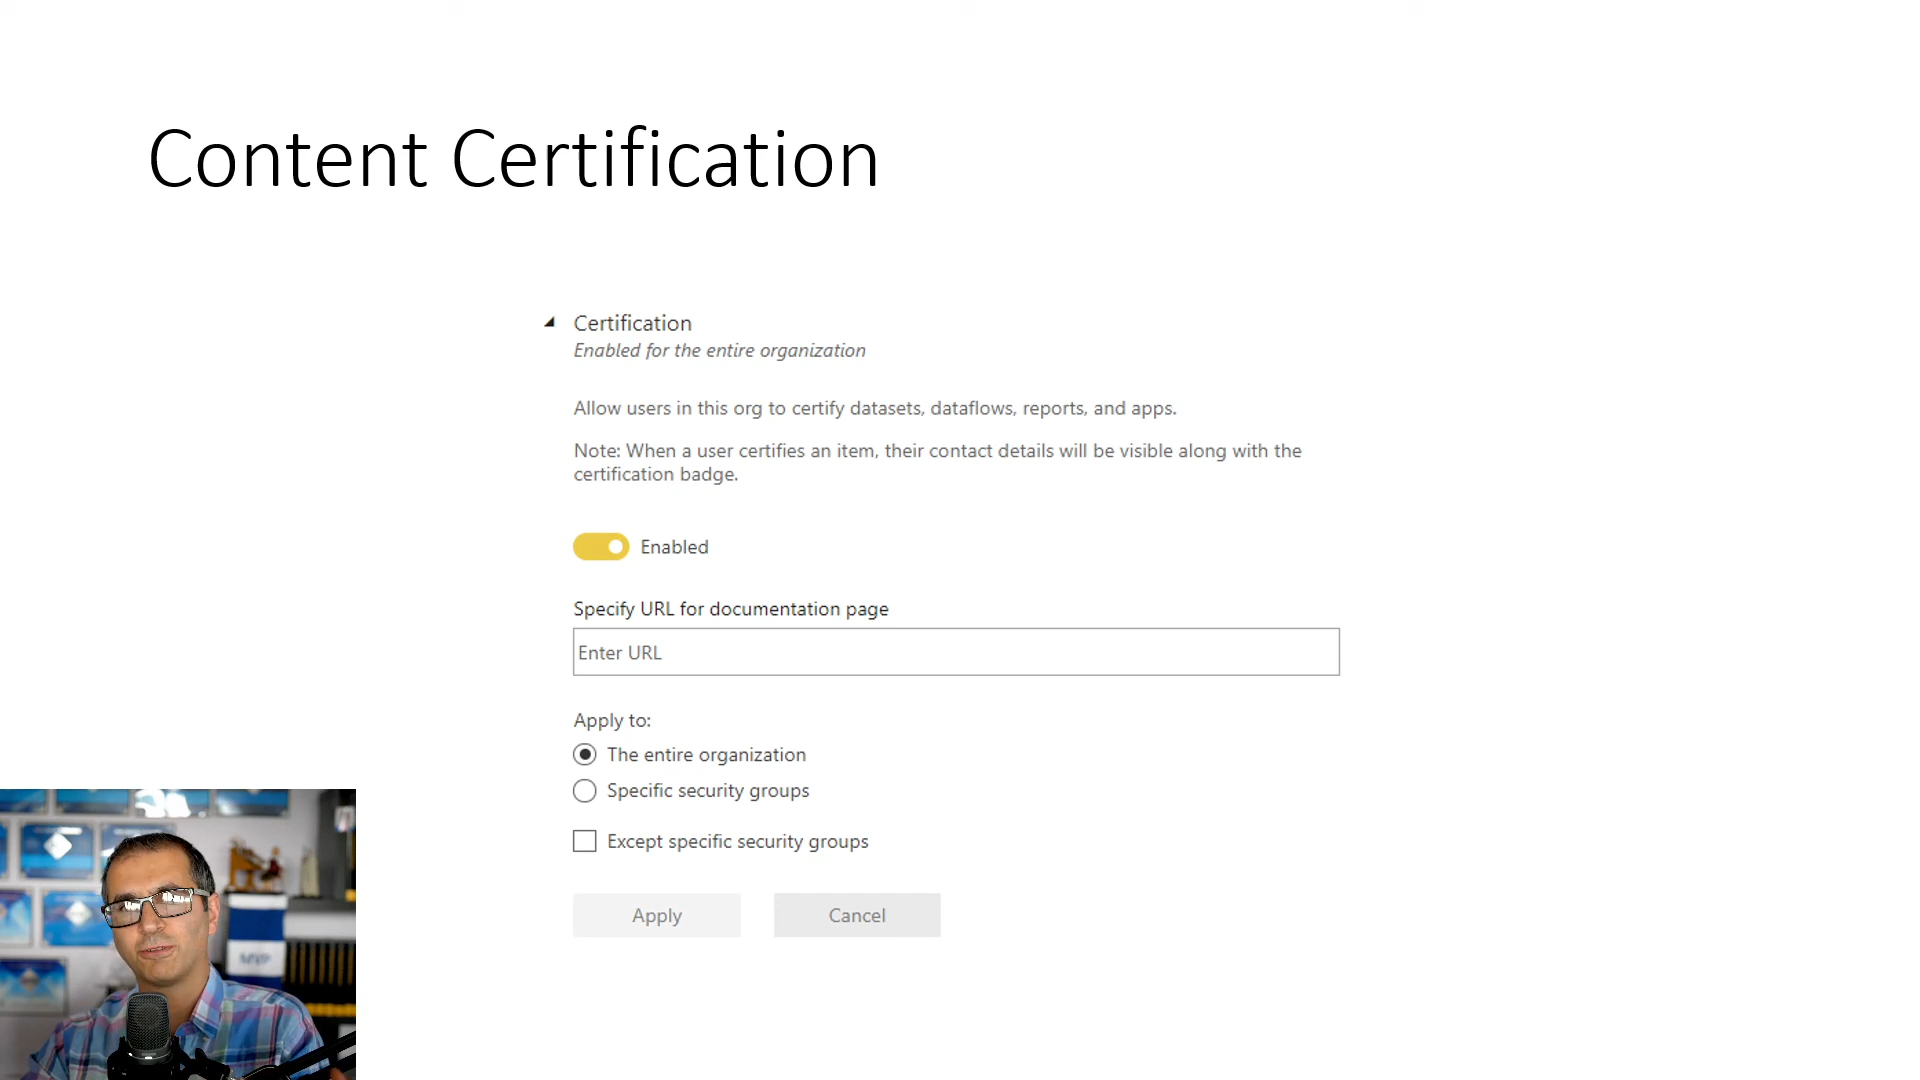 Content Certification
Certification
Enabled for the entire organization
Allow users in this org to certify datasets, dataflows, reports, and apps.
Note: When a user certifies an item, their contact details will be visible along with the
certification badge.
Enabled
Specify URL for documentation page
Enter URL
Apply to:
The entire organization
Specific security groups
Except specific security groups
Apply
Cancel
MVP